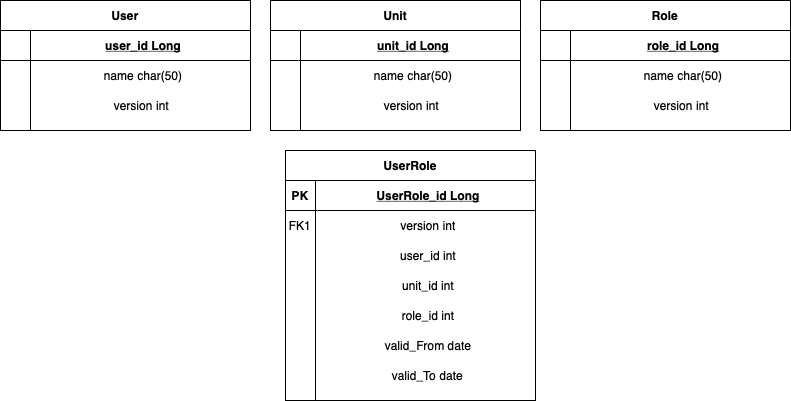 User
user_id Long
name char(50)
version int
Unit
unit_id Long
name char(50)
version int
Role
role_id Long
name char(50)
version int
UserRole
PK UserRole_id Long
FK1 version int
user_id int
unit_id int
role_id int
valid_From date
valid_To date